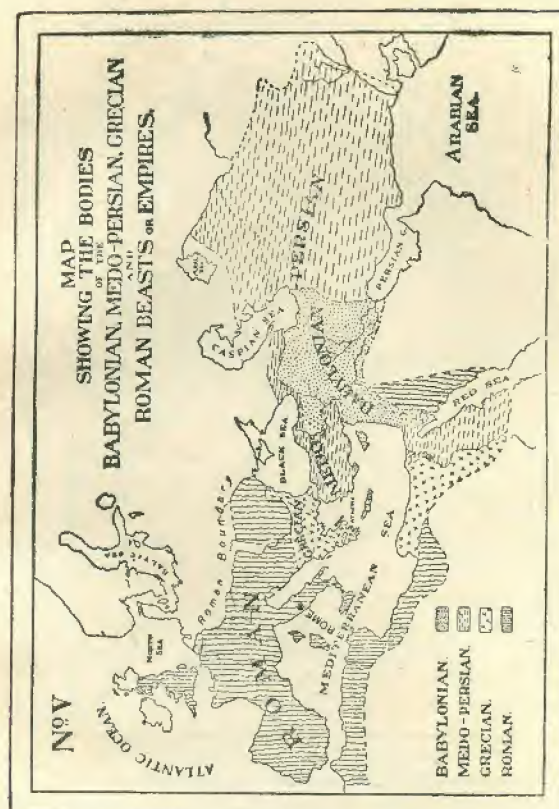 Nº V
MAP
SHOWING THE BODIES
OF THE
BABYLONIAN, MEDO-PERSIAN, GRECIAN
AND
ROMAN BEASTS OR EMPIRES.
ATLANTIC OCEAN
NORTH
SEA
BALTIC SEA
Roman Boundary
ROMAN
ROME
MEDITERRANEAN
SEA
GRECIAN
BLACK SEA
MEDO
CASPIAN SEA
PERSIAN
BABYLONIAN
PERSIAN G.
RED SEA
ARABIAN
SEA.
BABYLONIAN.
MEDO-PERSIAN.
GRECIAN.
ROMAN.